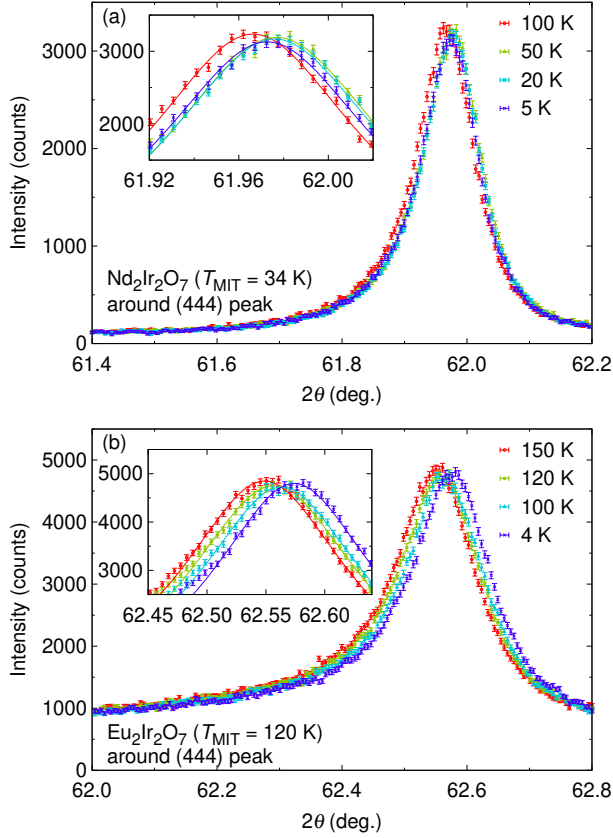 (a)
3000
2000
61.92
61.96
62.00
100 K
50 K
20 K
5 K
3000
2000
1000
0
Intensity (counts)
Nd2Ir2O7 (TMIT = 34 K)
around (444) peak
61.4
61.6
61.8
62.0
62.2
2θ (deg.)
(b)
5000
4000
3000
62.45
62.50
62.55
62.60
150 K
120 K
100 K
4 K
5000
4000
3000
2000
1000
0
Intensity (counts)
Eu2Ir2O7 (TMIT = 120 K)
around (444) peak
62.0
62.2
62.4
62.6
62.8
2θ (deg.)